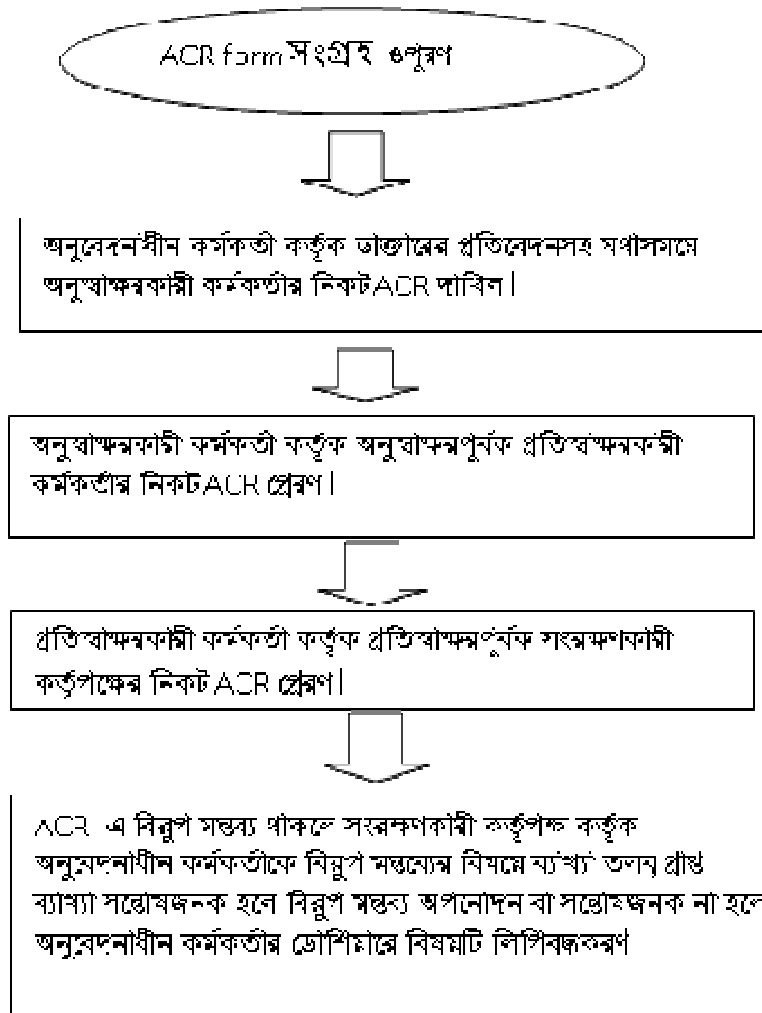 ACR form সংগ্রহ ও পুরণ
অনুবেদনাধীন কর্মকর্তা কর্তৃক ডাক্তারের প্রতিবেদনসহ যথাসময়ে
অনুস্বাক্ষরকারী কর্মকর্তার নিকট ACR দাখিল।
অনুস্বাক্ষরকারী কর্মকর্তা কর্তৃক অনুস্বাক্ষরপূর্বক প্রতিস্বাক্ষরকারী
কর্মকর্তার নিকট ACR প্রেরণ।
প্রতিস্বাক্ষরকারী কর্মকর্তা কর্তৃক প্রতিস্বাক্ষরপূর্বক সংরক্ষণকারী
কর্তৃপক্ষের নিকট ACR প্রেরণ।
ACR এ বিরুপ মন্তব্য থাকলে সংরক্ষণকারী কর্তৃপক্ষ কর্তৃক
অনুবেদনাধীন কর্মকর্তাকে বিরুপ মন্তব্যের বিষয়ে ব্যাখ্যা তলব, প্রাপ্ত
ব্যাখ্যা সন্তোষজনক হলে বিরুপ মন্তব্য অপনোদন বা সন্তোষজনক না হলে
অনুবেদনাধীন কর্মকর্তার ডোশিয়ারে বিষয়টি লিপিবদ্ধকরণ